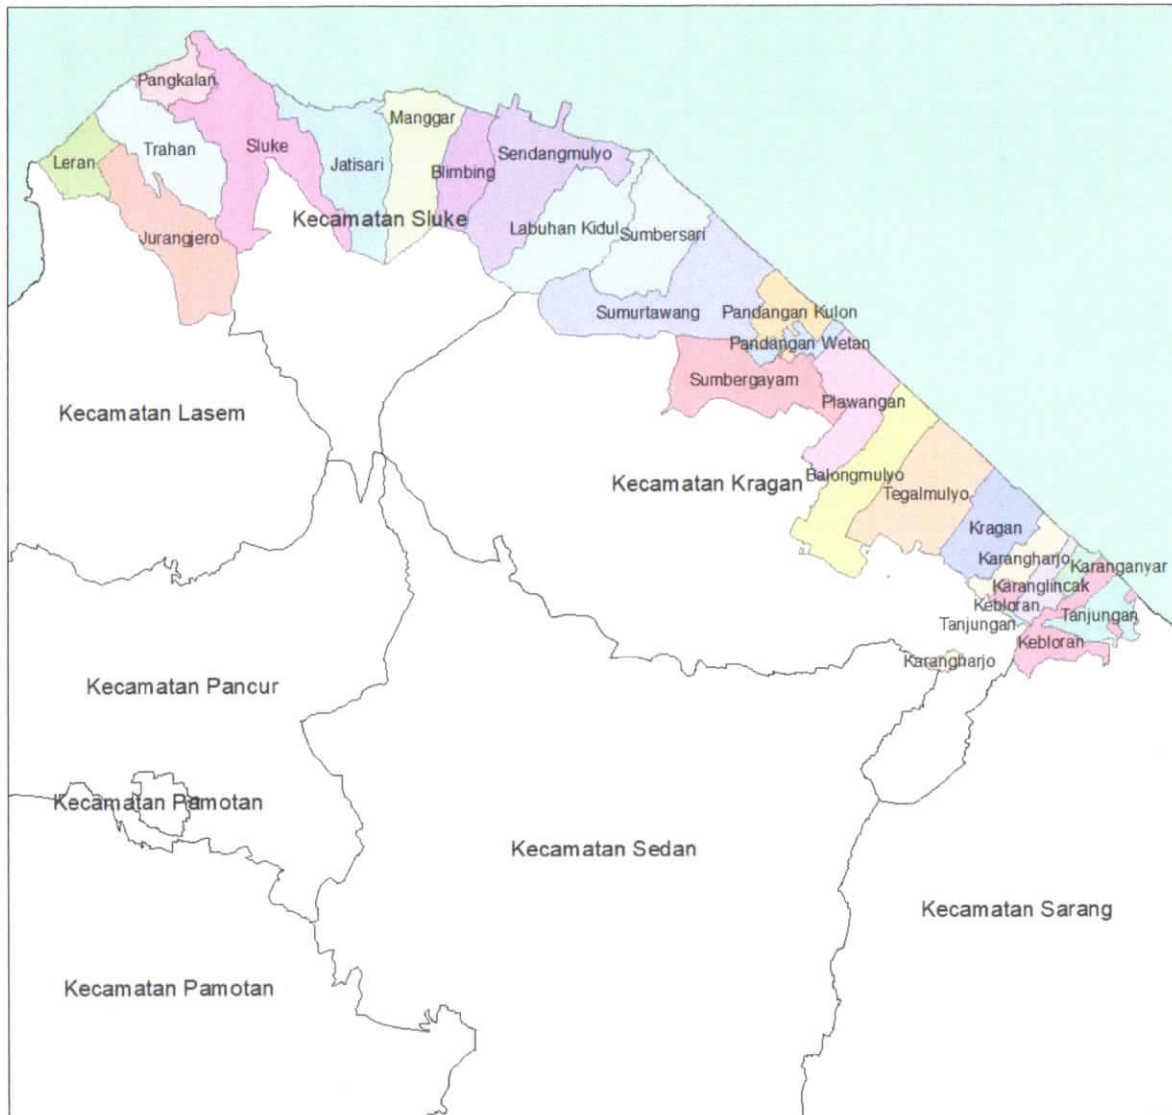 Pangkalan
Manggar
Trahan
Sluke
Sendangmulyo
Leran
Jatisari
Blimbing
Kecamatan Sluke
Labuhan Kidul
Sumbersari
Jurangjero
Sumurtawang
Pandangan Kulon
Pandangan Wetan
Sumbergayam
Plawangan
Kecamatan Lasem
Balongmulyo
Kecamatan Kragan
Tegalmulyo
Kragan
Karangharjo
Karanganyar
Karanglincak
Kebloran
Tanjungan
Tanjungan
Kebloran
Karangharjo
Kecamatan Pancur
Kecamatan Pamotan
Kecamatan Sedan
Kecamatan Sarang
Kecamatan Pamotan